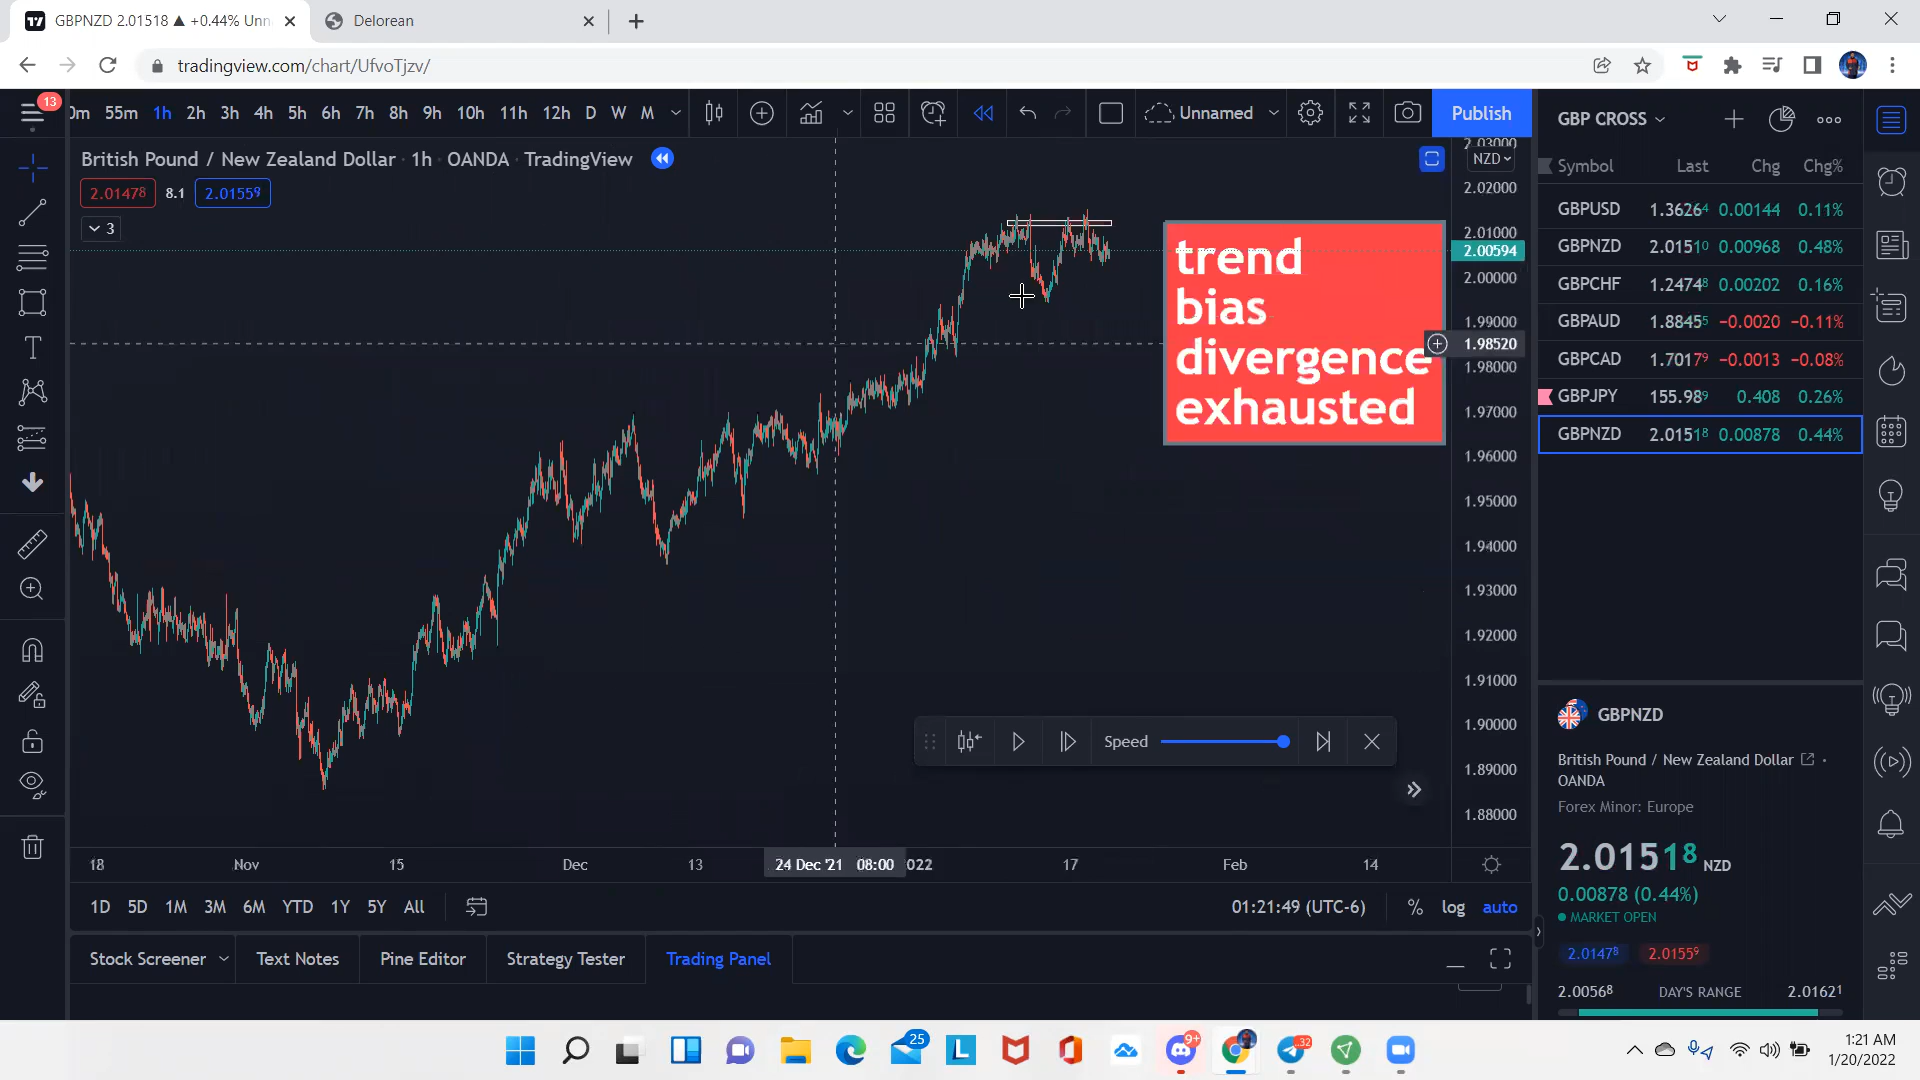 GBPNZD 2.01518 ▲ +0.44% Unn
Delorean
tradingview.com/chart/UfvoTjzv/
13
0m 55m 1h 2h 3h 4h 5h 6h 7h 8h 9h 10h 11h 12h D W M
Unnamed
Publish
GBP CROSS
British Pound / New Zealand Dollar · 1h · OANDA · TradingView
NZD
2.01478 8.1 2.01559
3
Symbol Last Chg Chg%
GBPUSD 1.36264 0.00144 0.11%
GBPNZD 2.01510 0.00968 0.48%
GBPCHF 1.24748 0.00202 0.16%
GBPAUD 1.88455 −0.0020 −0.11%
GBPCAD 1.70179 −0.0013 −0.08%
GBPJPY 155.989 0.408 0.26%
GBPNZD 2.01518 0.00878 0.44%
trend
bias
divergence
exhausted
2.03000
2.02000
2.01000
2.00594
2.00000
1.99000
1.98520
1.98000
1.97000
1.96000
1.95000
1.94000
1.93000
1.92000
1.91000
1.90000
1.89000
1.88000
Speed
18 Nov 15 Dec 13 24 Dec '21 08:00 022 17 Feb 14
1D 5D 1M 3M 6M YTD 1Y 5Y All
01:21:49 (UTC-6) % log auto
Stock Screener Text Notes Pine Editor Strategy Tester Trading Panel
GBPNZD
British Pound / New Zealand Dollar
OANDA
Forex Minor: Europe
2.01518 NZD
0.00878 (0.44%)
MARKET OPEN
2.01478 2.01559
2.00568 DAY'S RANGE 2.01621
25
9+
32
1:21 AM
1/20/2022